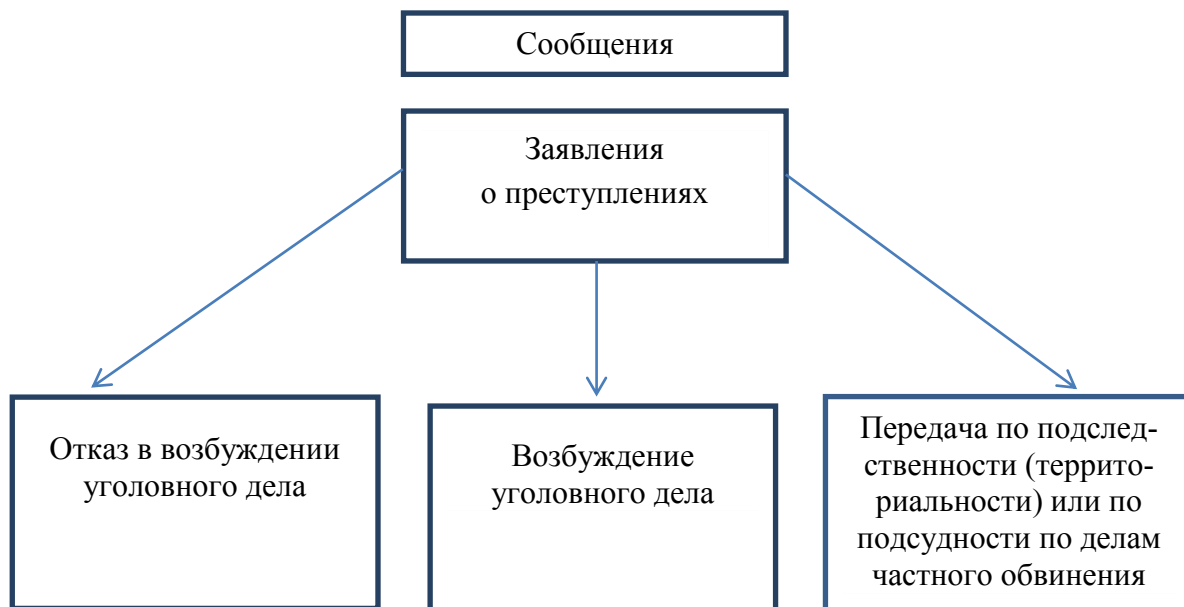 Сообщения
Заявления
о преступлениях
Отказ в возбуждении
уголовного дела
Возбуждение
уголовного дела
Передача по подслед-
ственности (террито-
риальности) или по
подсудности по делам
частного обвинения